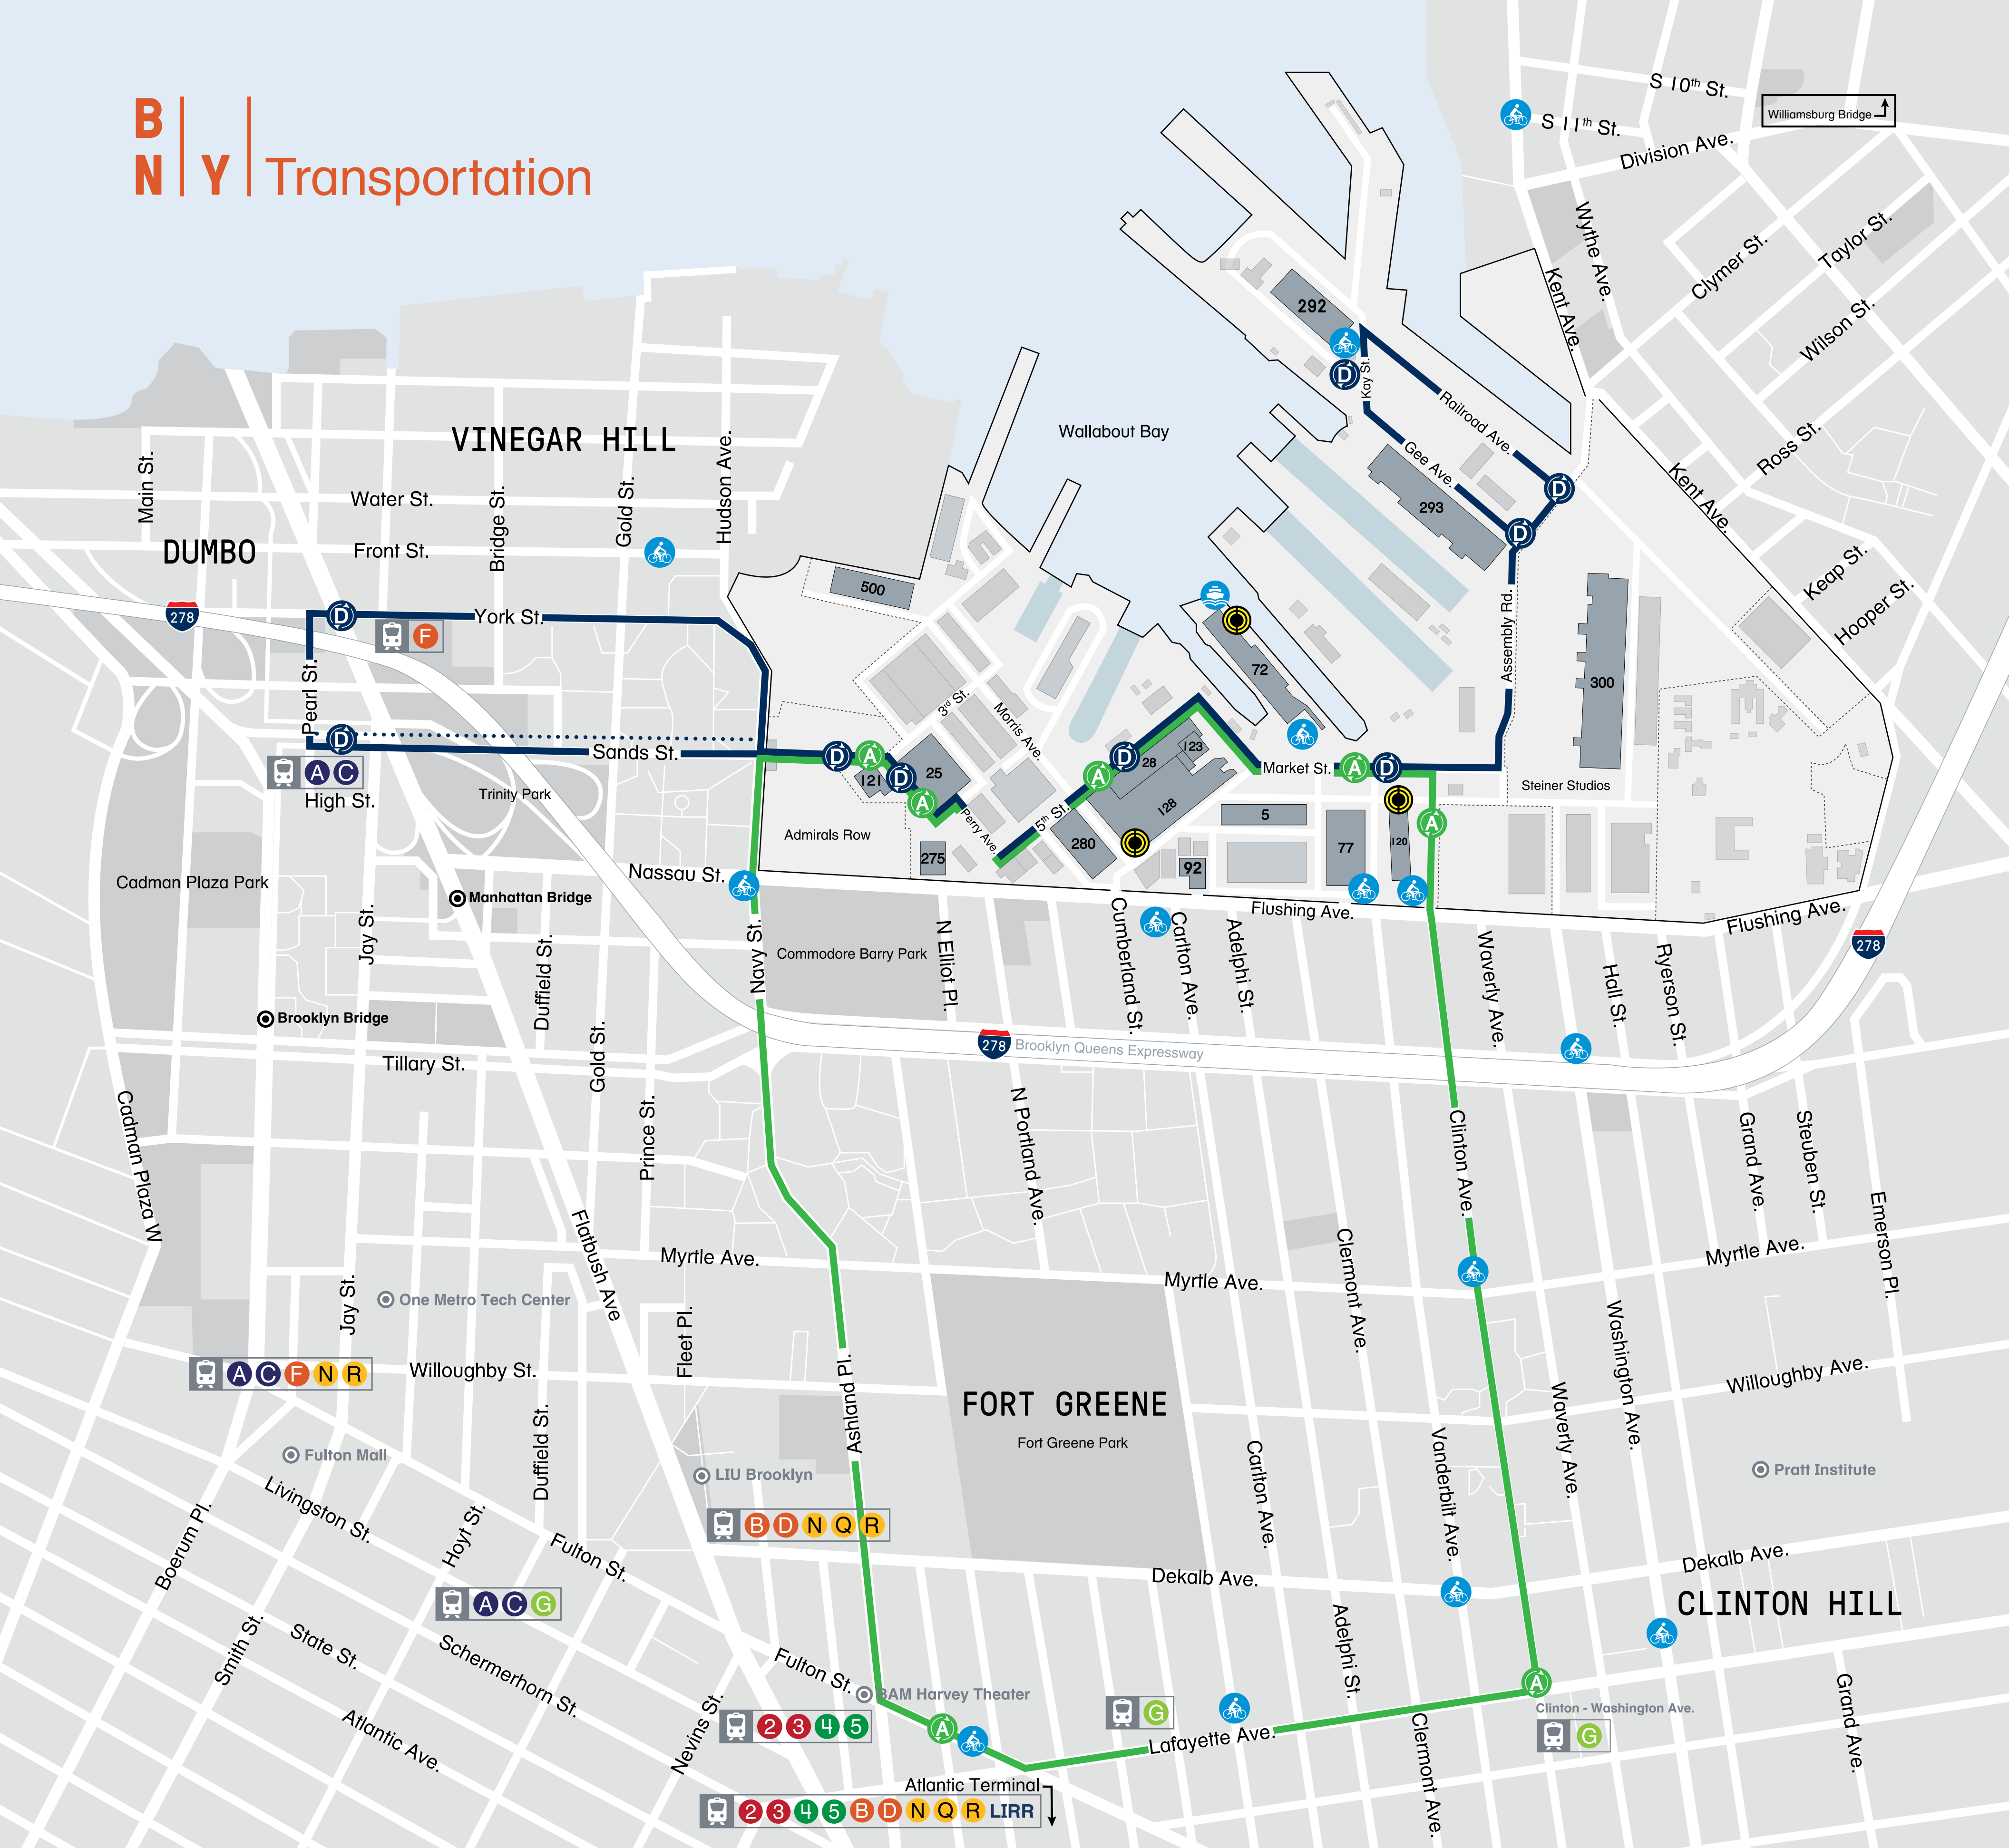 B
N Y Transportation
S 10th St.
S 11th St.
Williamsburg Bridge
Division Ave.
Wythe Ave.
Kent Ave.
Clymer St.
Taylor St.
Wilson St.
Ross St.
Kent Ave.
Keap St.
Hooper St.
292
D
Kay St.
Railroad Ave.
Gee Ave.
D
D
293
Wallabout Bay
VINEGAR HILL
Main St.
Water St.
Bridge St.
Gold St.
Hudson Ave.
DUMBO
Front St.
278
D
York St.
F
Pearl St.
D
Sands St.
A C
High St.
Trinity Park
500
3rd St.
Morris Ave.
D
A
121
D
25
A
Perry Ave.
5th St.
A
D
28
123
128
72
Market St.
A
D
Assembly Rd.
300
Steiner Studios
Admirals Row
275
280
92
5
77
120
A
Cadman Plaza Park
Nassau St.
Manhattan Bridge
Jay St.
Duffield St.
Navy St.
Commodore Barry Park
N Elliot Pl.
Cumberland St.
Carlton Ave.
Adelphi St.
Flushing Ave.
Waverly Ave.
Hall St.
Ryerson St.
Flushing Ave.
278
Brooklyn Bridge
Tillary St.
Gold St.
278 Brooklyn Queens Expressway
Cadman Plaza W
Prince St.
N Portland Ave.
Clinton Ave.
Grand Ave.
Steuben St.
Emerson Pl.
Flatbush Ave
Myrtle Ave.
Myrtle Ave.
Myrtle Ave.
Clermont Ave.
Washington Ave.
Jay St.
One Metro Tech Center
Fleet Pl.
Ashland Pl.
A C F N R
Willoughby St.
Willoughby Ave.
FORT GREENE
Fort Greene Park
Duffield St.
Fulton Mall
LIU Brooklyn
Carlton Ave.
Vanderbilt Ave.
Waverly Ave.
Pratt Institute
Livingston St.
Boerum Pl.
Hoyt St.
Fulton St.
B D N Q R
Dekalb Ave.
Dekalb Ave.
CLINTON HILL
A C G
Smith St.
State St.
Schermerhorn St.
Adelphi St.
Fulton St.
BAM Harvey Theater
A
Clinton - Washington Ave.
G
Grand Ave.
Atlantic Ave.
Nevins St.
2 3 4 5
A
G
Lafayette Ave.
Clermont Ave.
Atlantic Terminal
2 3 4 5 B D N Q R LIRR